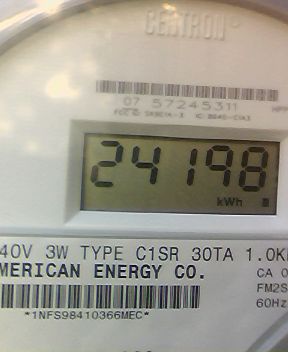 CENTRON®
07 57245311
24198
kWh
40V 3W TYPE C1SR 30TA 1.0K
MERICAN ENERGY CO.
CA 0
FM2S
60Hz
*1NFS98410366MEC*